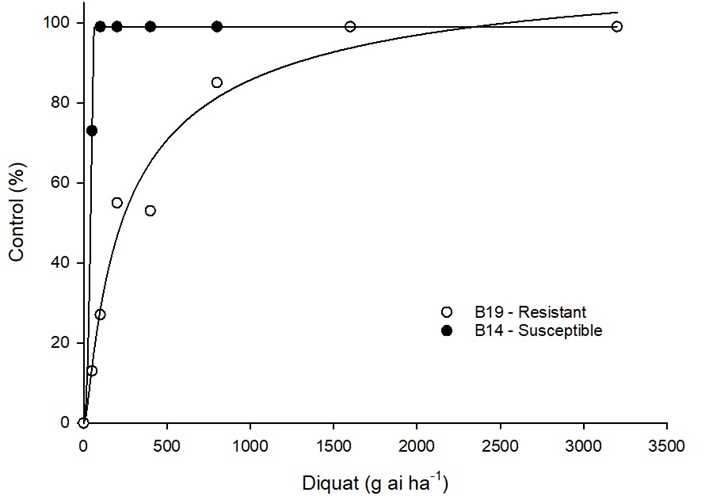 Control (%)
100
80
60
40
20
0
B19 - Resistant
B14 - Susceptible
0 500 1000 1500 2000 2500 3000 3500
Diquat (g ai ha⁻¹)